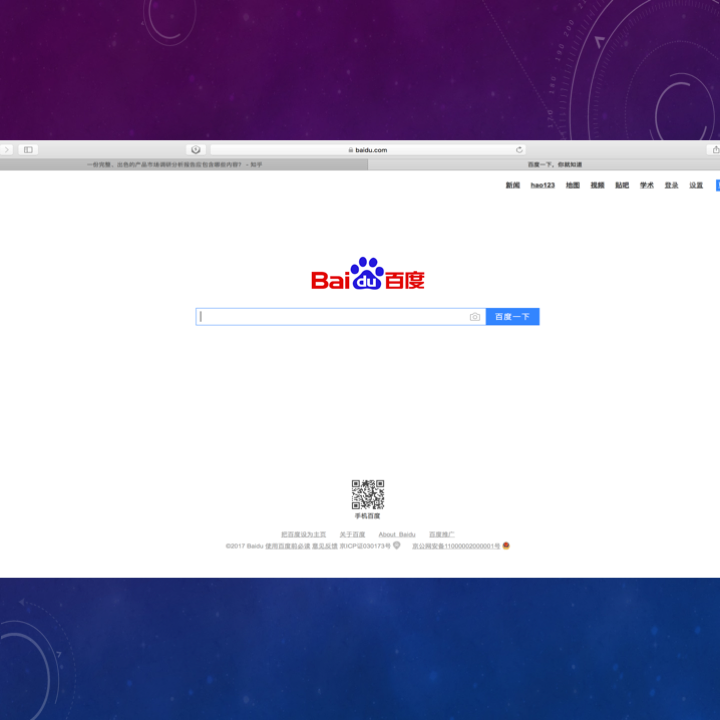 baidu.com
一份完整、出色的产品市场调研分析报告应包含哪些内容? - 知乎
百度一下，你就知道
新闻 hao123 地图 视频 贴吧 学术 登录 设置
Baidu百度
百度一下
手机百度
把百度设为主页 关于百度 About Baidu 百度推广
©2017 Baidu 使用百度前必读 意见反馈 京ICP证030173号 京公网安备11000002000001号